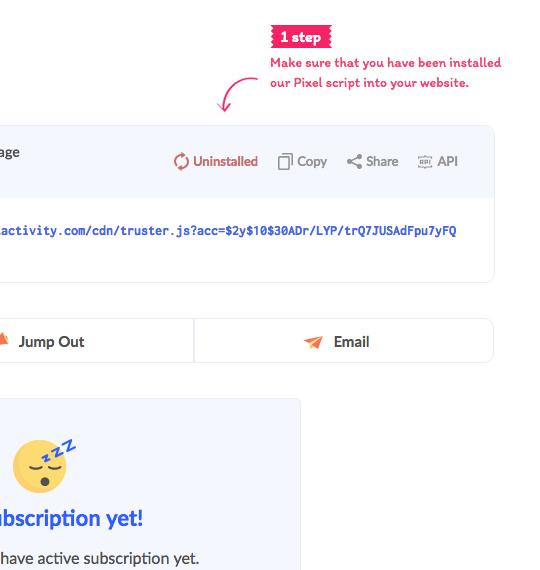 1 step
Make sure that you have been installed
our Pixel script into your website.
Uninstalled Copy Share API
activity.com/cdn/truster.js?acc=$2y$10$30ADr/LYP/trQ7JUSAdFpu7yFQ
Jump Out Email
zzz
yet!
have active subscription yet.